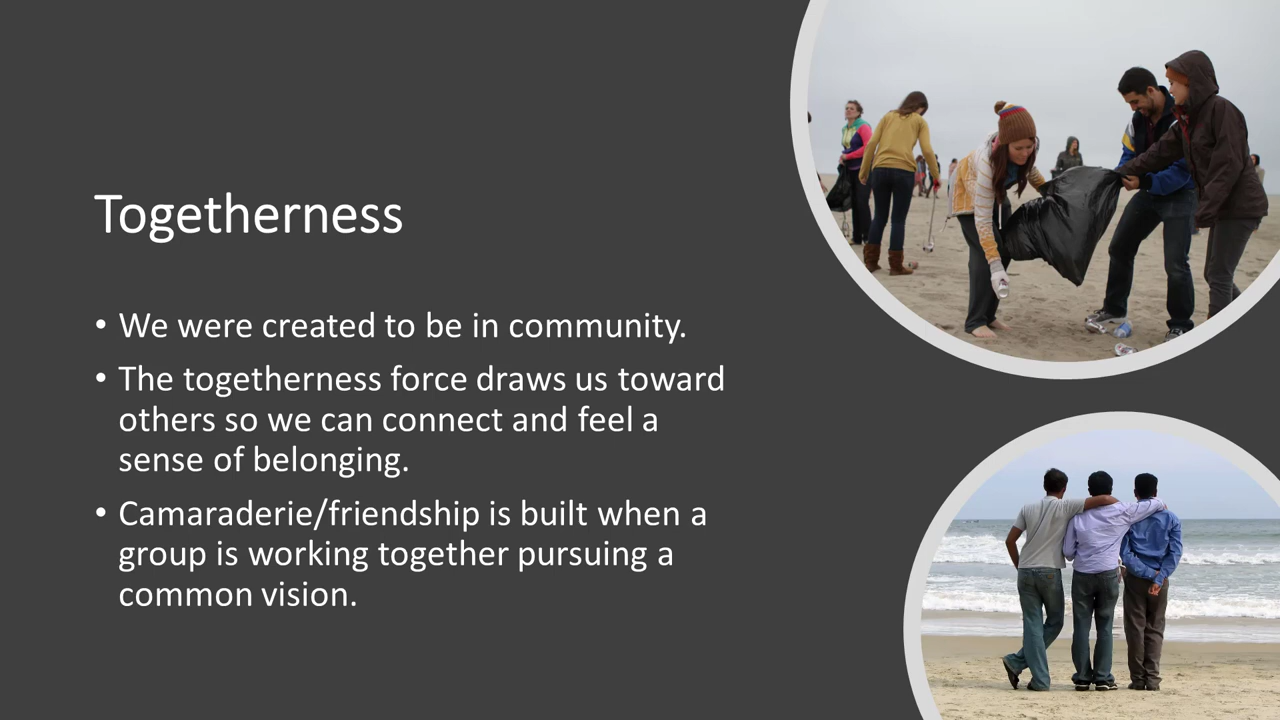 Togetherness
• We were created to be in community.
• The togetherness force draws us toward
others so we can connect and feel a
sense of belonging.
• Camaraderie/friendship is built when a
group is working together pursuing a
common vision.